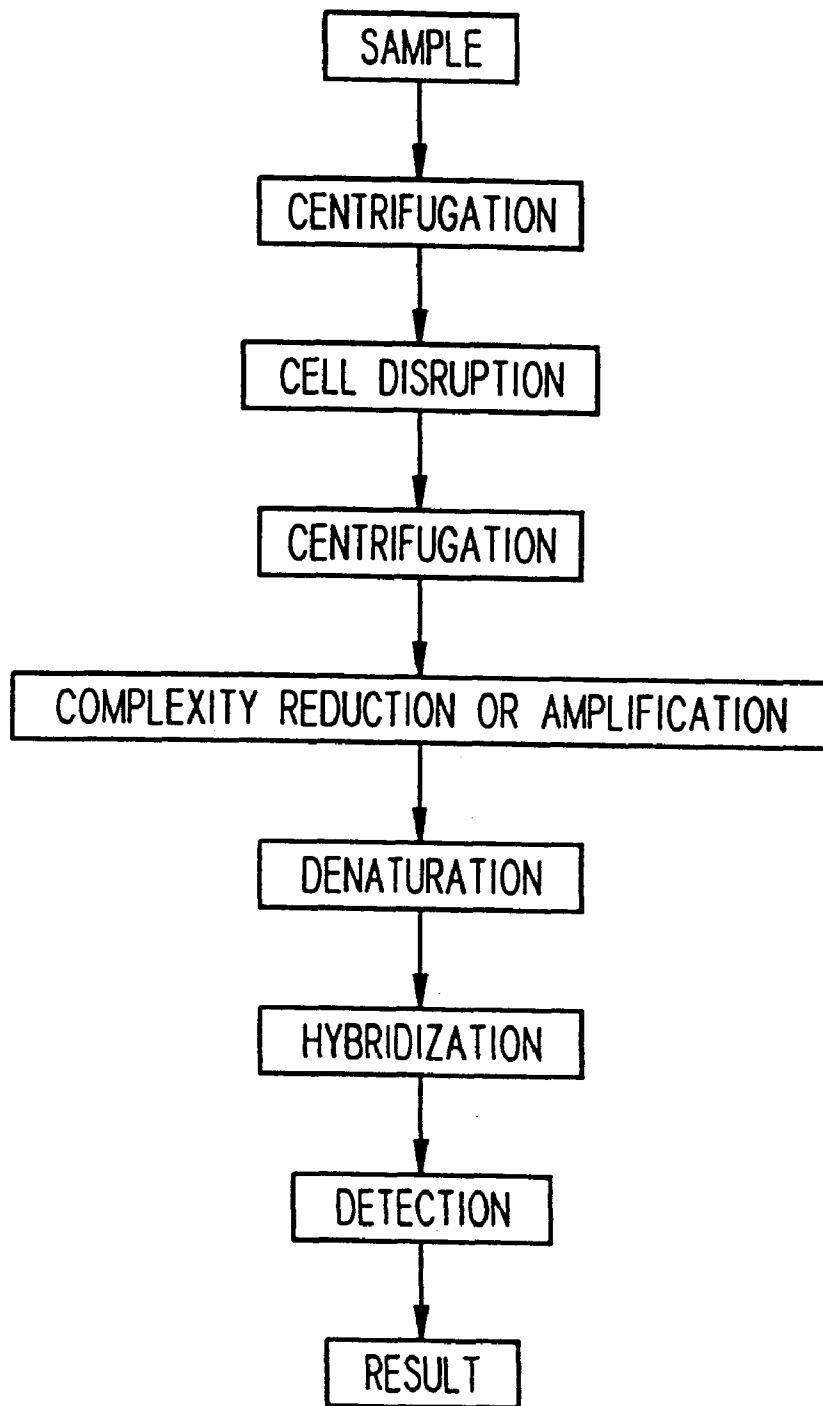 SAMPLE
CENTRIFUGATION
CELL DISRUPTION
CENTRIFUGATION
COMPLEXITY REDUCTION OR AMPLIFICATION
DENATURATION
HYBRIDIZATION
DETECTION
RESULT